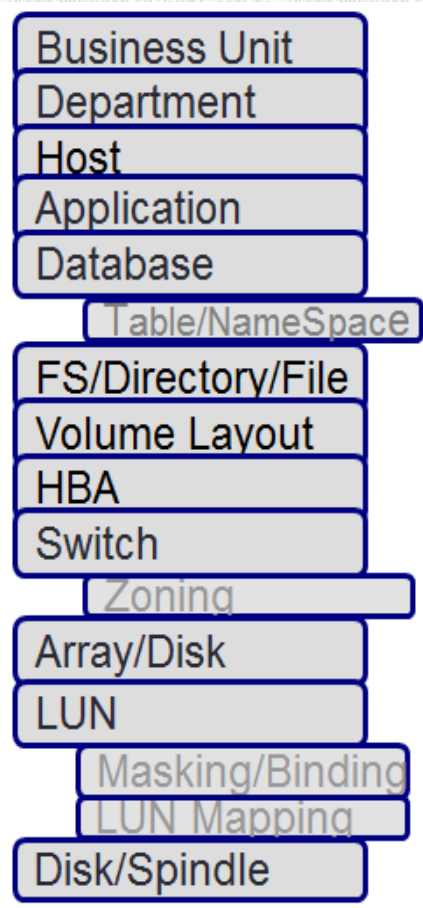 Business Unit
Department
Host
Application
Database
Table/NameSpace
FS/Directory/File
Volume Layout
HBA
Switch
Zoning
Array/Disk
LUN
Masking/Binding
LUN Mapping
Disk/Spindle